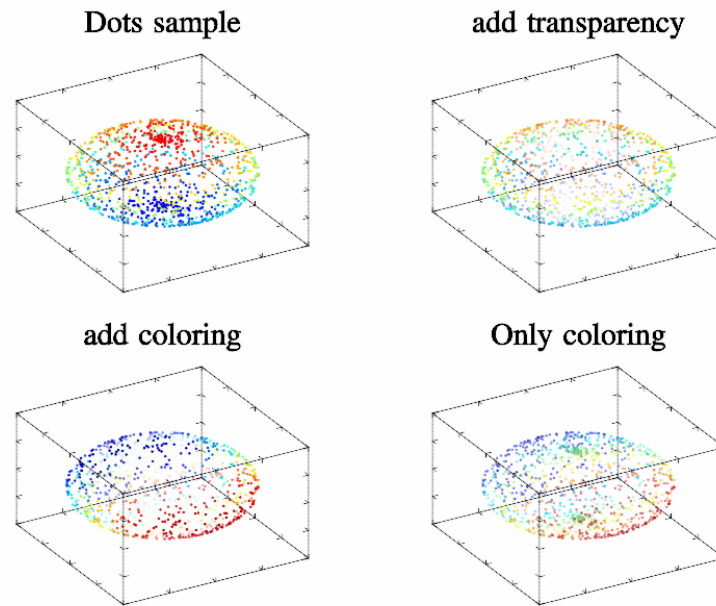 Dots sample
add transparency
add coloring
Only coloring